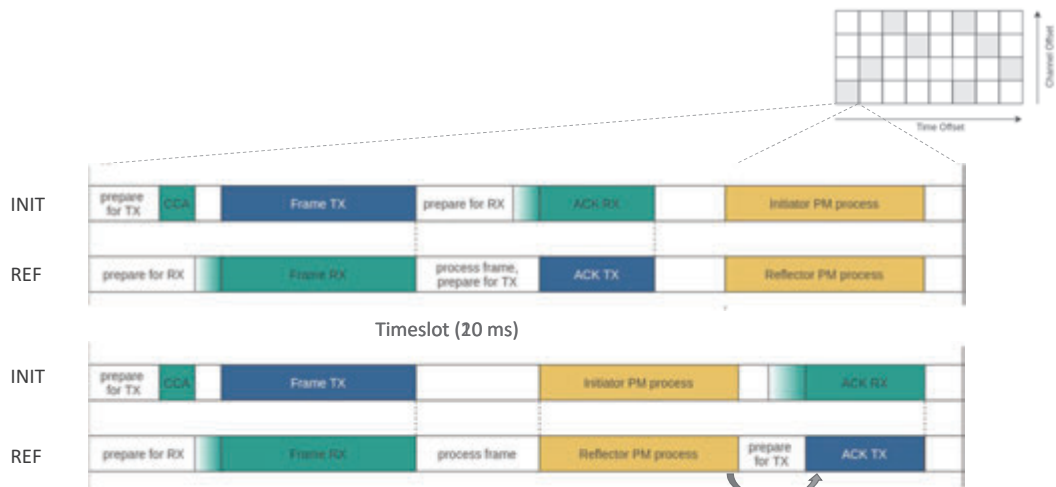 Channel Offset
Time Offset
INIT
prepare
for TX
CCA
Frame TX
prepare for RX
ACK RX
Initiator PM process
REF
prepare for RX
Frame RX
process frame,
prepare for TX
ACK TX
Reflector PM process
Timeslot ( ms)
INIT
prepare
for TX
CCA
Frame TX
Initiator PM process
ACK RX
REF
prepare for RX
Frame RX
process frame
Reflector PM process
prepare
for TX
ACK TX